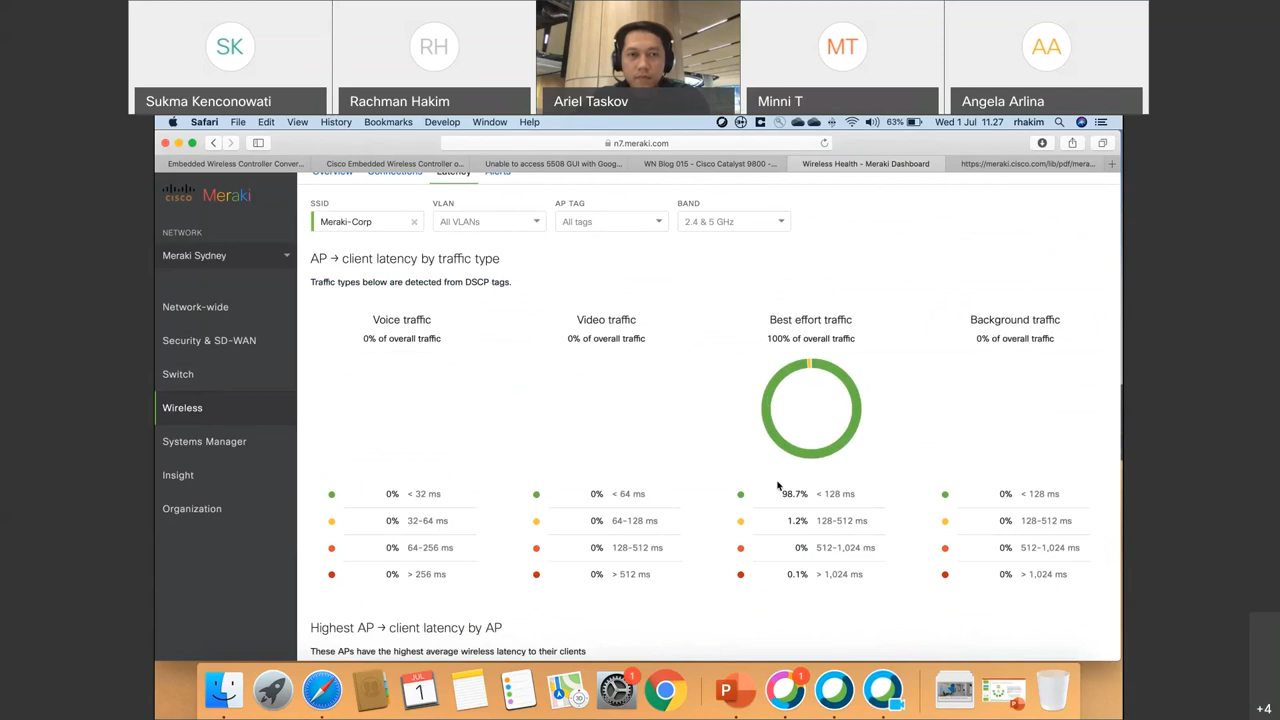 SK
RH
MT
AA
Sukma Kenconowati
Rachman Hakim
Ariel Taskov
Minni T
Angela Arlina
Safari File Edit View History Bookmarks Develop Window Help
63% Wed 1 Jul 11.27 rhakim
n7.meraki.com
Embedded Wireless Controller Conver...
Cisco Embedded Wireless Controller o...
Unable to access 5508 GUI with Goog...
WN Blog 015 – Cisco Catalyst 9800 –...
Wireless Health - Meraki Dashboard
https://meraki.cisco.com/lib/pdf/mera...
CISCO Meraki
Overview Connections Latency Alerts
NETWORK
Meraki Sydney
Network-wide
Security & SD-WAN
Switch
Wireless
Systems Manager
Insight
Organization
SSID VLAN AP TAG BAND
Meraki-Corp All VLANs All tags 2.4 & 5 GHz
AP → client latency by traffic type
Traffic types below are detected from DSCP tags.
Voice traffic Video traffic Best effort traffic Background traffic
0% of overall traffic 0% of overall traffic 100% of overall traffic 0% of overall traffic
0% < 32 ms 0% < 64 ms 98.7% < 128 ms 0% < 128 ms
0% 32-64 ms 0% 64-128 ms 1.2% 128-512 ms 0% 128-512 ms
0% 64-256 ms 0% 128-512 ms 0% 512-1,024 ms 0% 512-1,024 ms
0% > 256 ms 0% > 512 ms 0.1% > 1,024 ms 0% > 1,024 ms
Highest AP → client latency by AP
These APs have the highest average wireless latency to their clients
JUL
1
1
1
+4